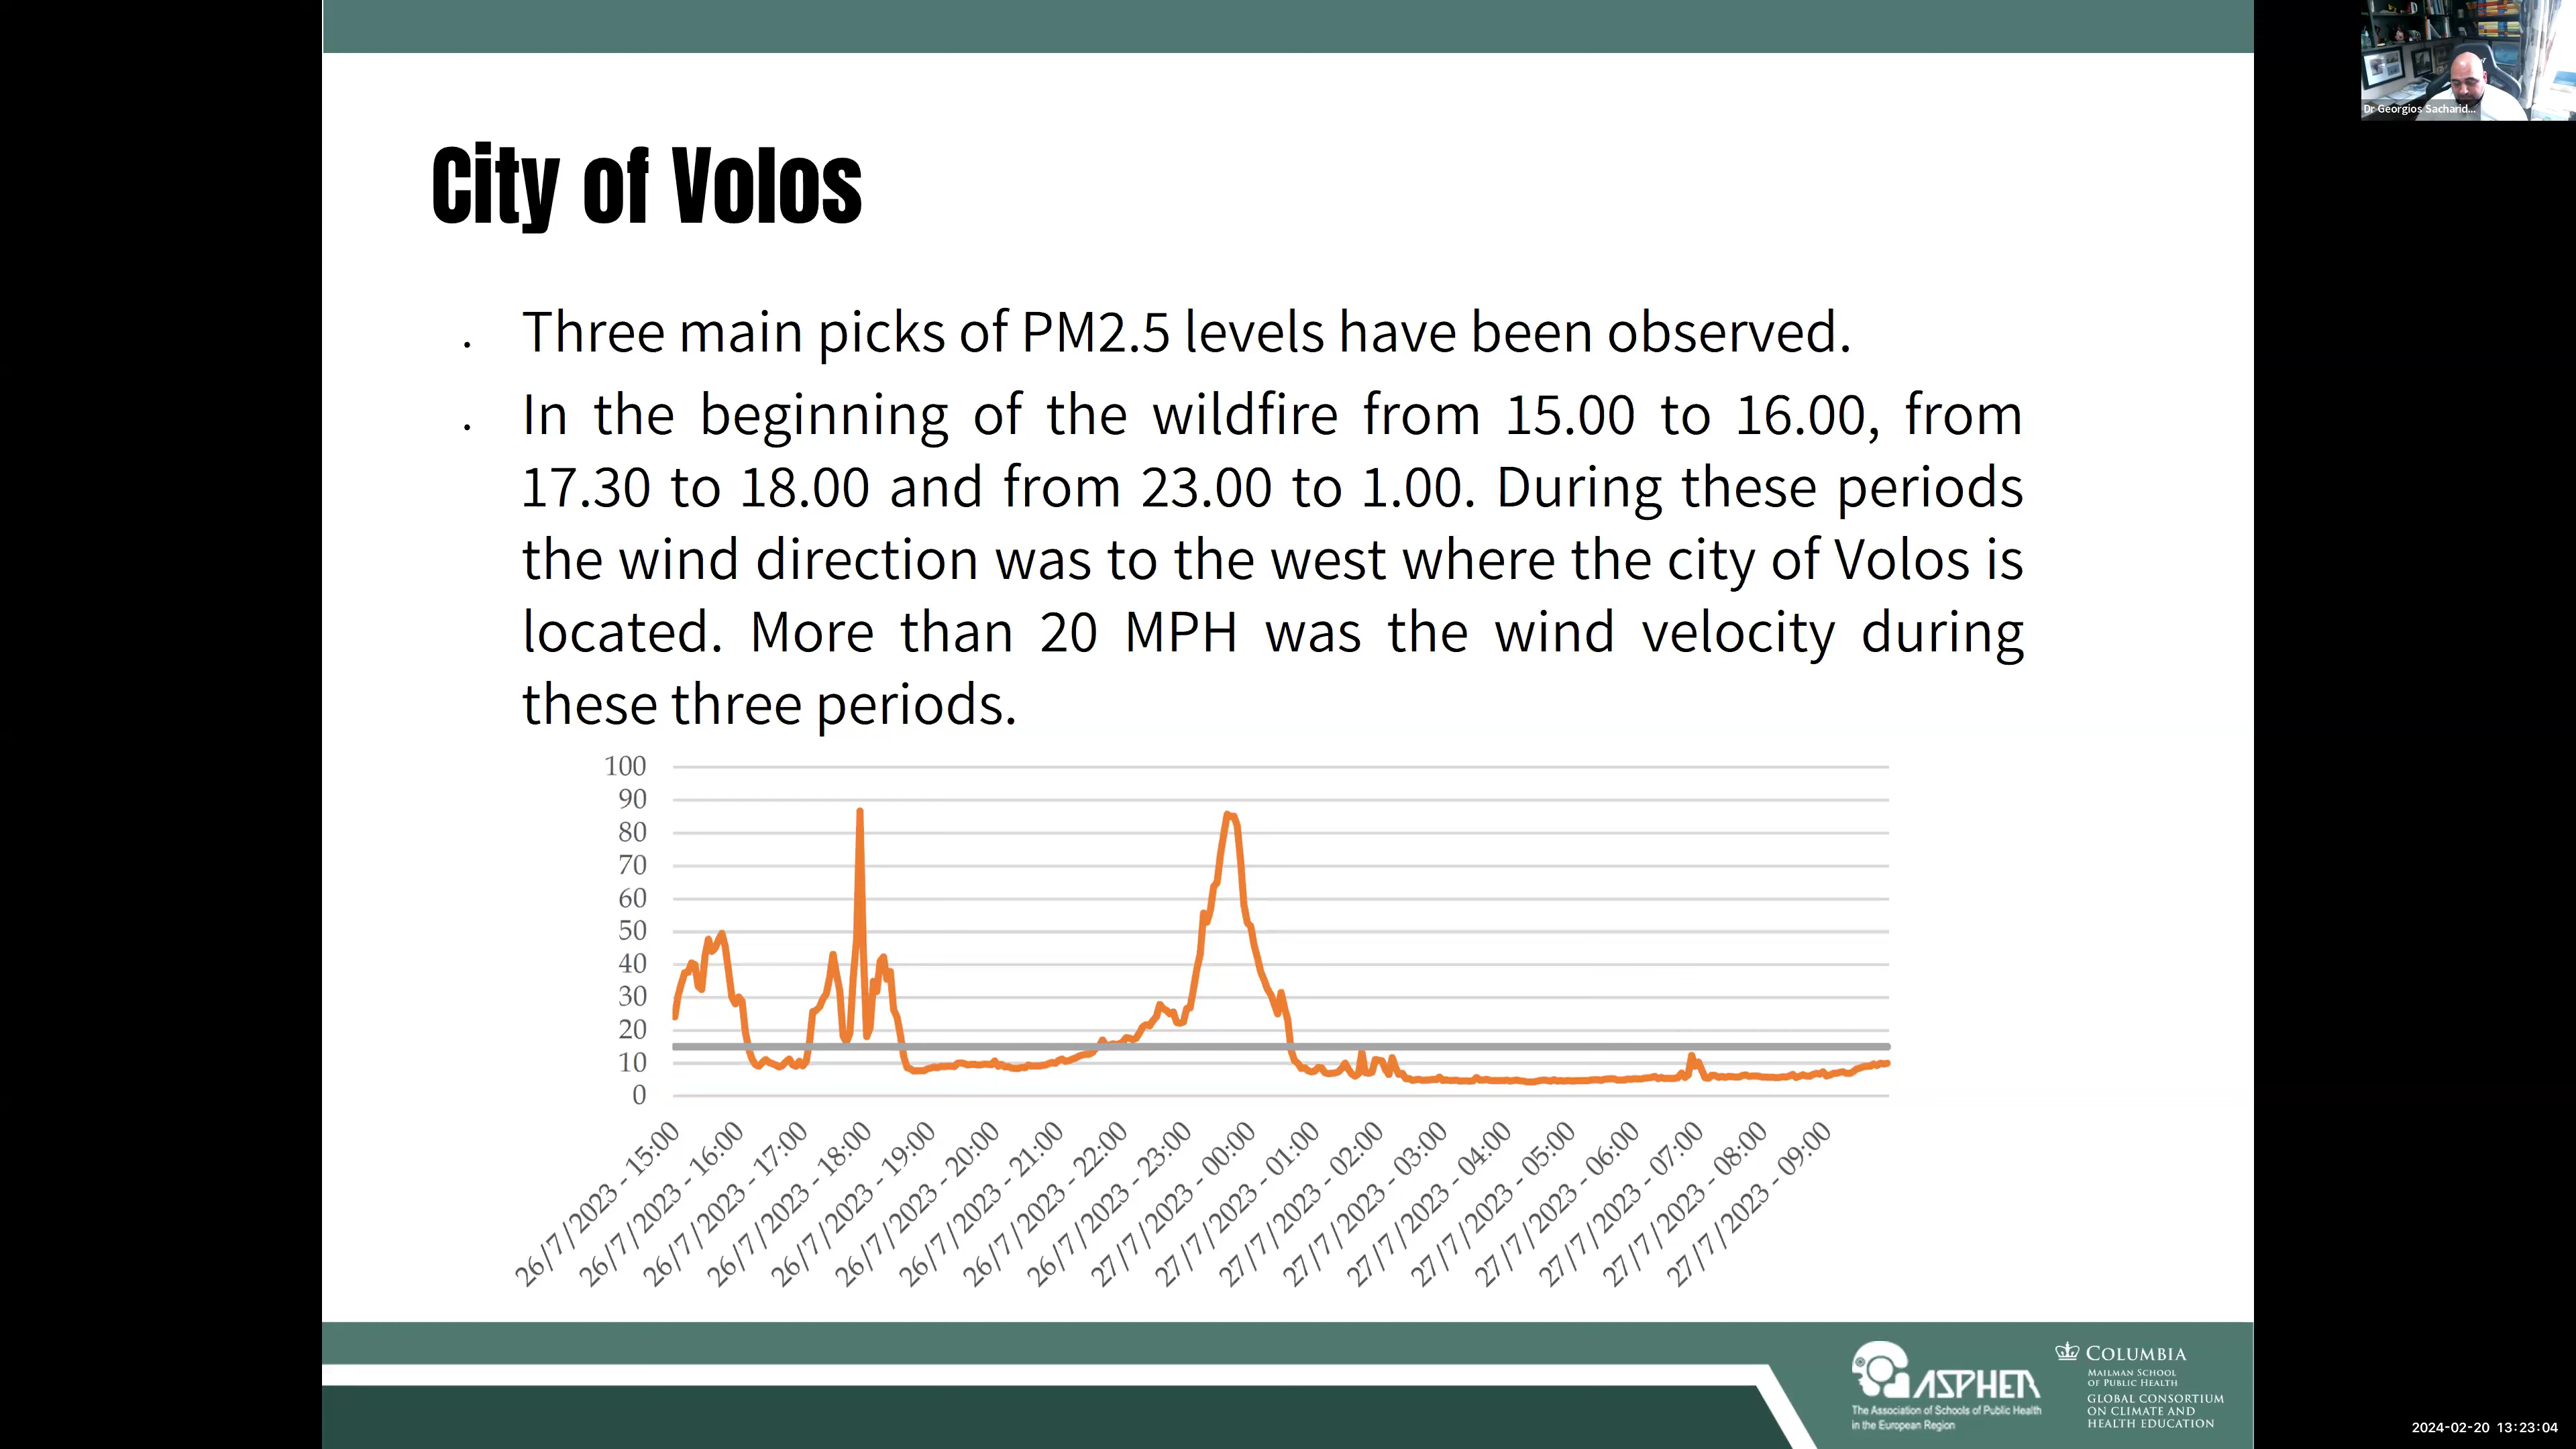 Dr Georgios Sacharid...
City of Volos
. Three main picks of PM2.5 levels have been observed.
. In the beginning of the wildfire from 15.00 to 16.00, from
17.30 to 18.00 and from 23.00 to 1.00. During these periods
the wind direction was to the west where the city of Volos is
located. More than 20 MPH was the wind velocity during
these three periods.
100
90
80
70
60
50
40
30
20
10
0
26/7/2023 - 15:00
26/7/2023 - 16:00
26/7/2023 - 17:00
26/7/2023 - 18:00
26/7/2023 - 19:00
26/7/2023 - 20:00
26/7/2023 - 21:00
26/7/2023 - 22:00
26/7/2023 - 23:00
27/7/2023 - 00:00
27/7/2023 - 01:00
27/7/2023 - 02:00
27/7/2023 - 03:00
27/7/2023 - 04:00
27/7/2023 - 05:00
27/7/2023 - 06:00
27/7/2023 - 07:00
27/7/2023 - 08:00
27/7/2023 - 09:00
ASPHER
The Association of Schools of Public Health
in the European Region
COLUMBIA
MAILMAN SCHOOL
OF PUBLIC HEALTH
GLOBAL CONSORTIUM
ON CLIMATE AND
HEALTH EDUCATION
2024-02-20 13:23:04